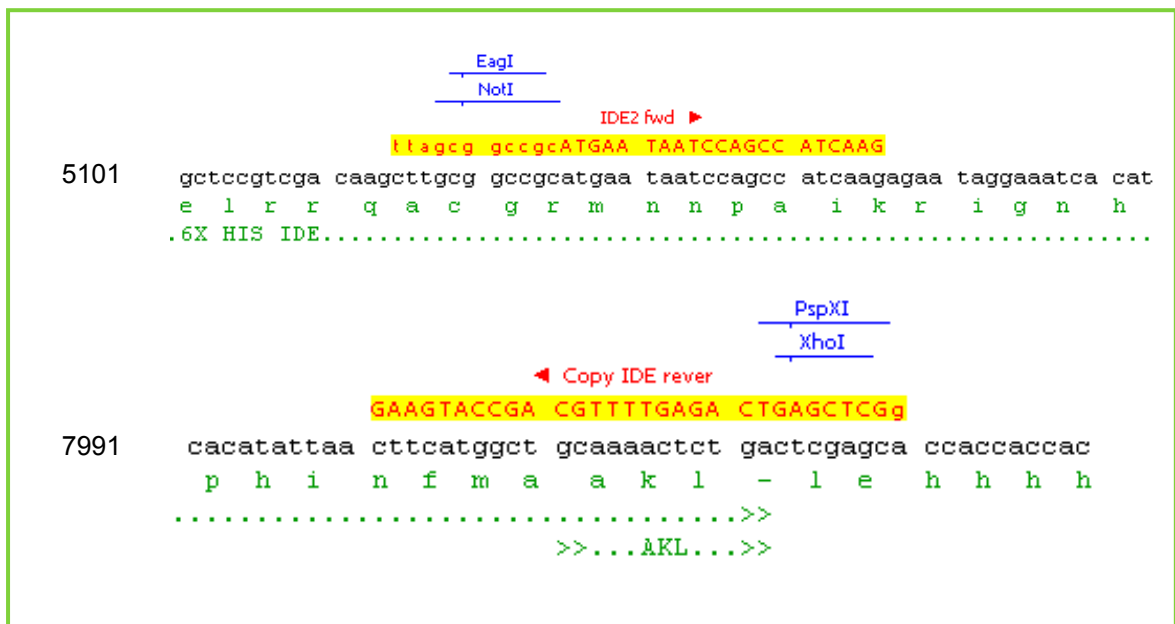 EagI
NotI
IDE2 fwd ►
ttagcg gccgcATGAA TAATCCAGCC ATCAAG
5101 gctccgtcga caagcttgcg gccgcatgaa taatccagcc atcaagagaa taggaaatca cat
e l r r q a c g r m n n p a i k r i g n h
.6X HIS IDE......................................................................
PspXI
XhoI
◄ Copy IDE rever
GAAGTACCGA CGTTTTGAGA CTGAGCTCGg
7991 cacatattaa cttcatggct gcaaaactct gactcgagca ccaccaccac
p h i n f m a a k l - l e h h h h
..................................>>
>>...AKL...>>